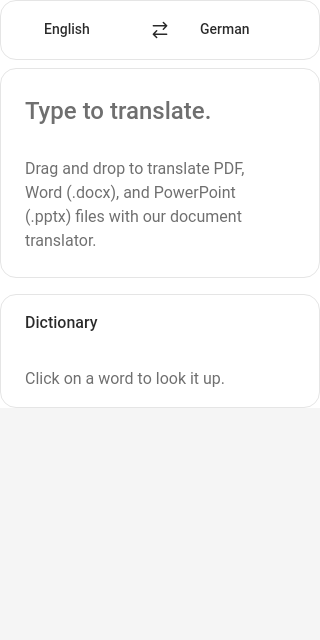 English
German
Type to translate.
Drag and drop to translate PDF,
Word (.docx), and PowerPoint
(.pptx) files with our document
translator.
Dictionary
Click on a word to look it up.